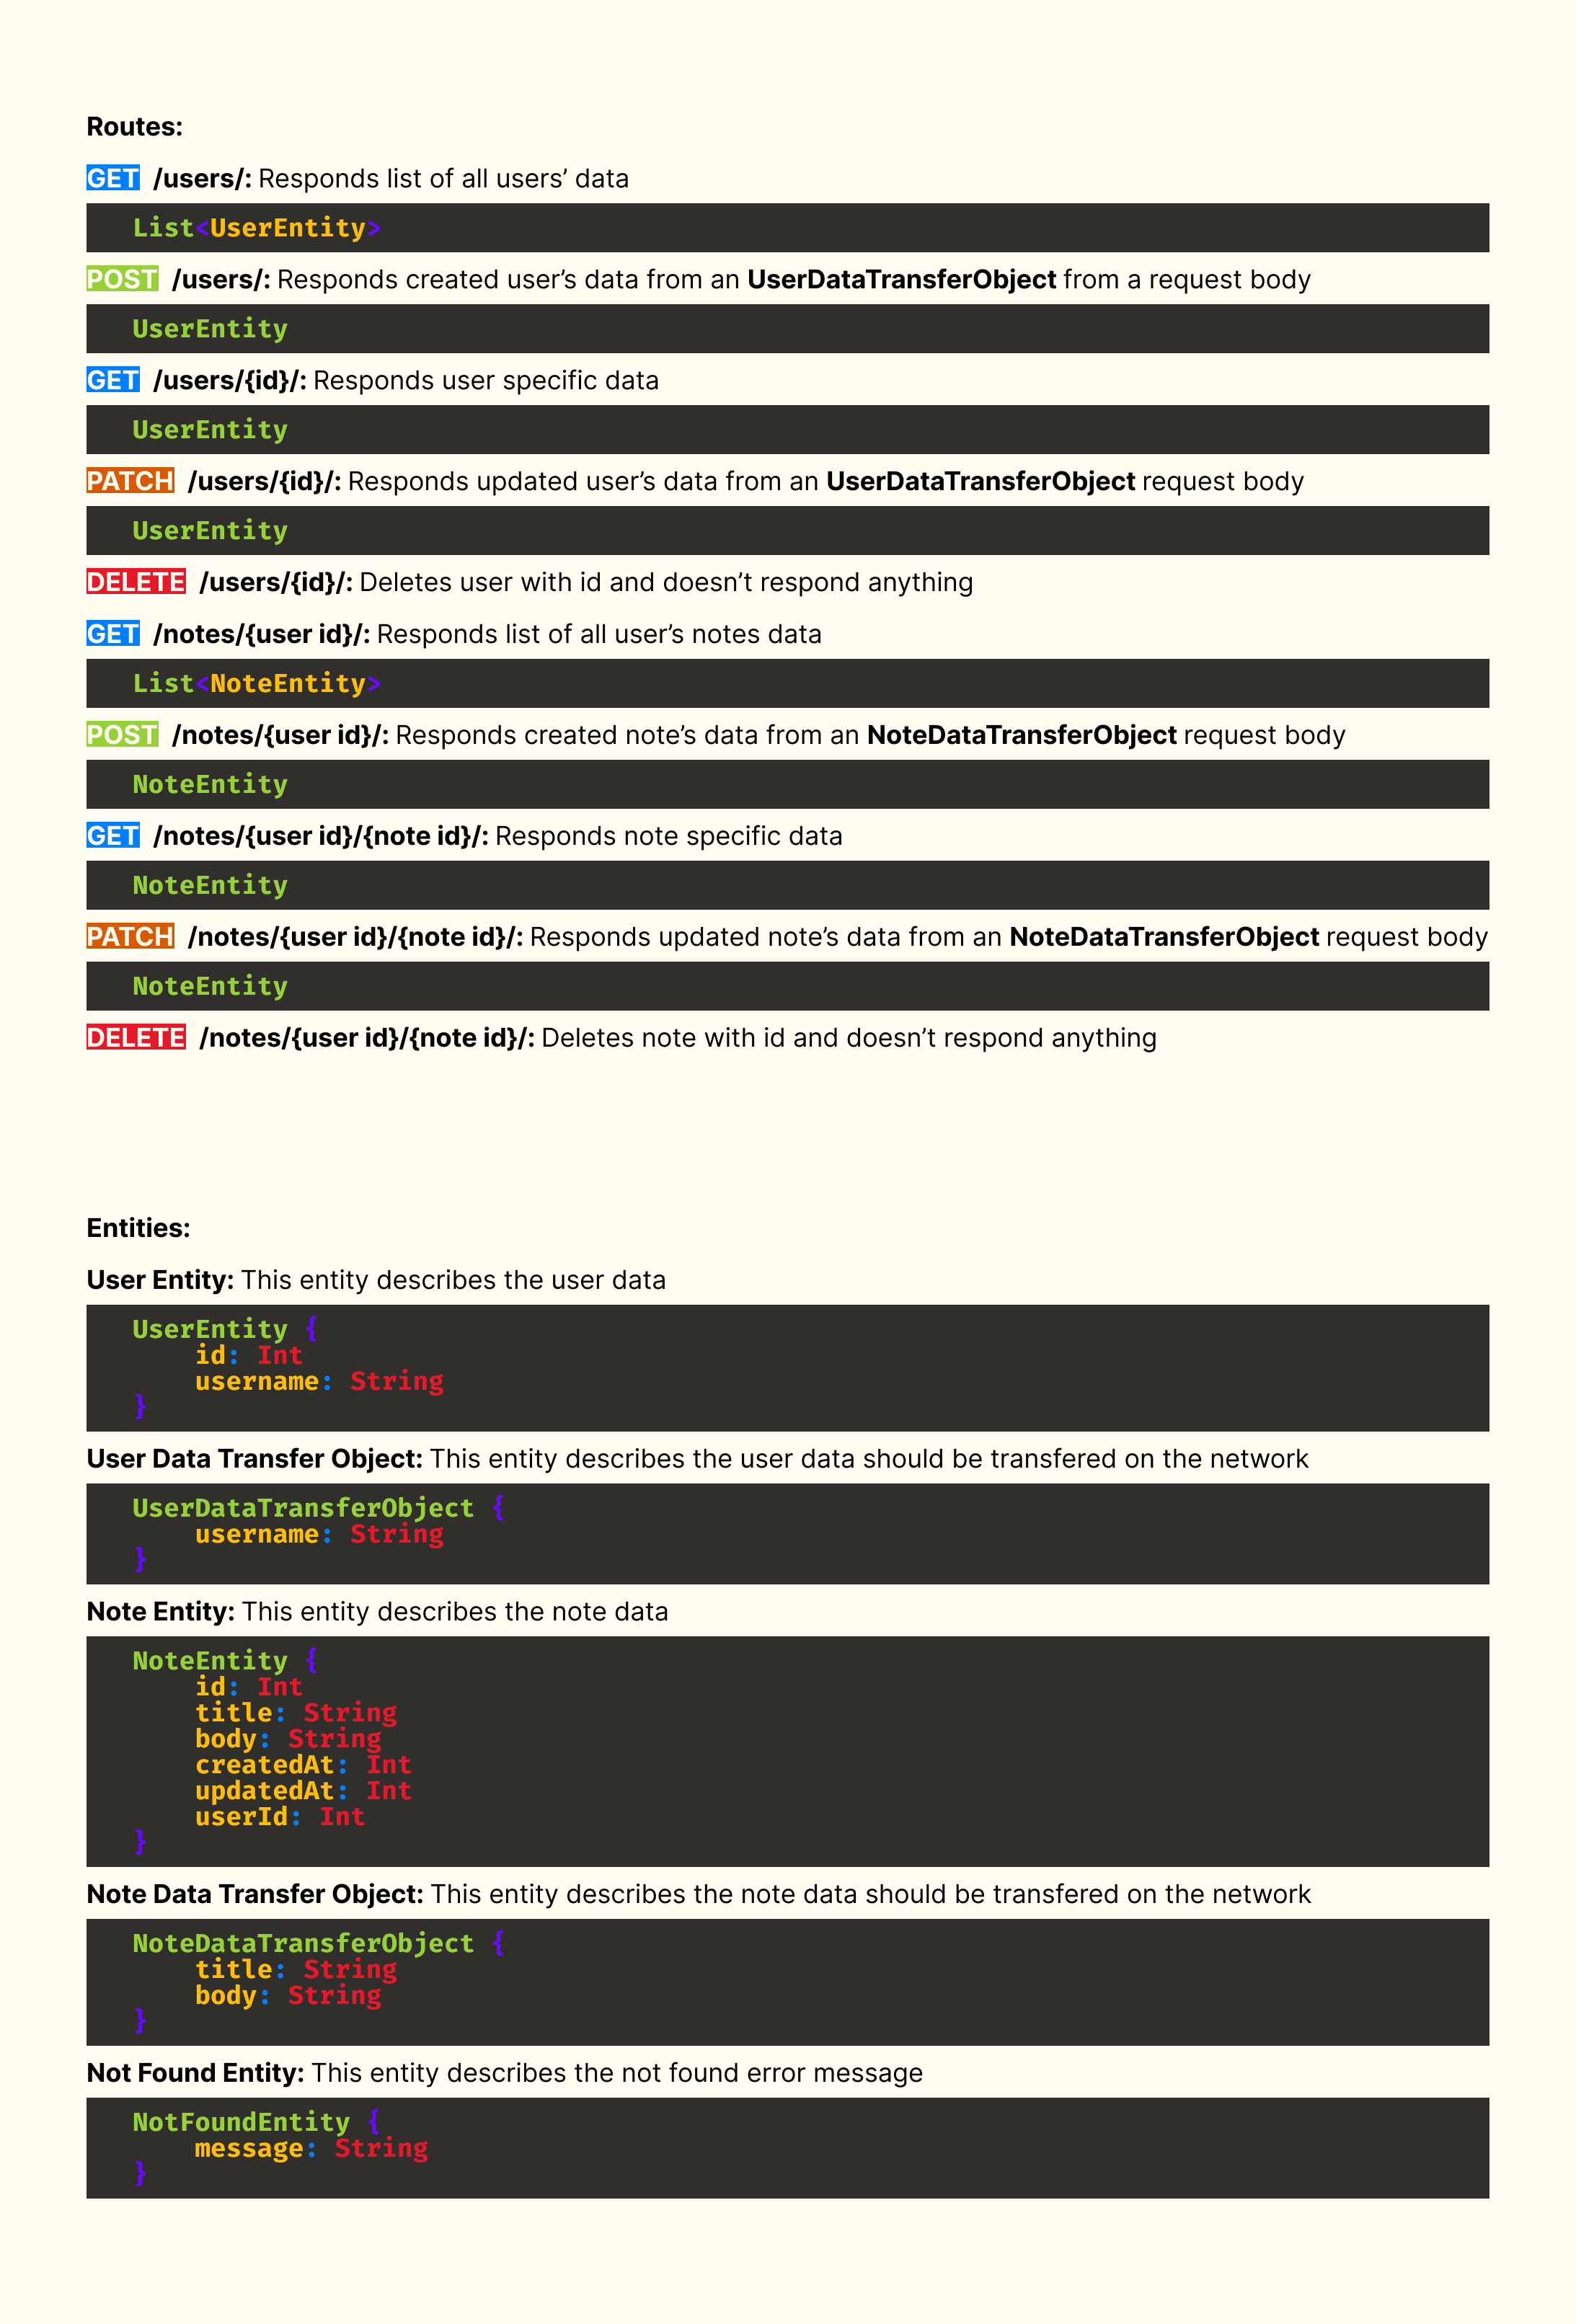 Routes:
GET /users/: Responds list of all users’ data
List<UserEntity>
POST /users/: Responds created user’s data from an UserDataTransferObject from a request body
UserEntity
GET /users/{id}/: Responds user specific data
UserEntity
PATCH /users/{id}/: Responds updated user’s data from an UserDataTransferObject request body
UserEntity
DELETE /users/{id}/: Deletes user with id and doesn’t respond anything
GET /notes/{user id}/: Responds list of all user’s notes data
List<NoteEntity>
POST /notes/{user id}/: Responds created note’s data from an NoteDataTransferObject request body
NoteEntity
GET /notes/{user id}/{note id}/: Responds note specific data
NoteEntity
PATCH /notes/{user id}/{note id}/: Responds updated note’s data from an NoteDataTransferObject request body
NoteEntity
DELETE /notes/{user id}/{note id}/: Deletes note with id and doesn’t respond anything
Entities:
User Entity: This entity describes the user data
UserEntity {
id: Int
username: String
}
User Data Transfer Object: This entity describes the user data should be transfered on the network
UserDataTransferObject {
username: String
}
Note Entity: This entity describes the note data
NoteEntity {
id: Int
title: String
body: String
createdAt: Int
updatedAt: Int
userId: Int
}
Note Data Transfer Object: This entity describes the note data should be transfered on the network
NoteDataTransferObject {
title: String
body: String
}
Not Found Entity: This entity describes the not found error message
NotFoundEntity {
message: String
}